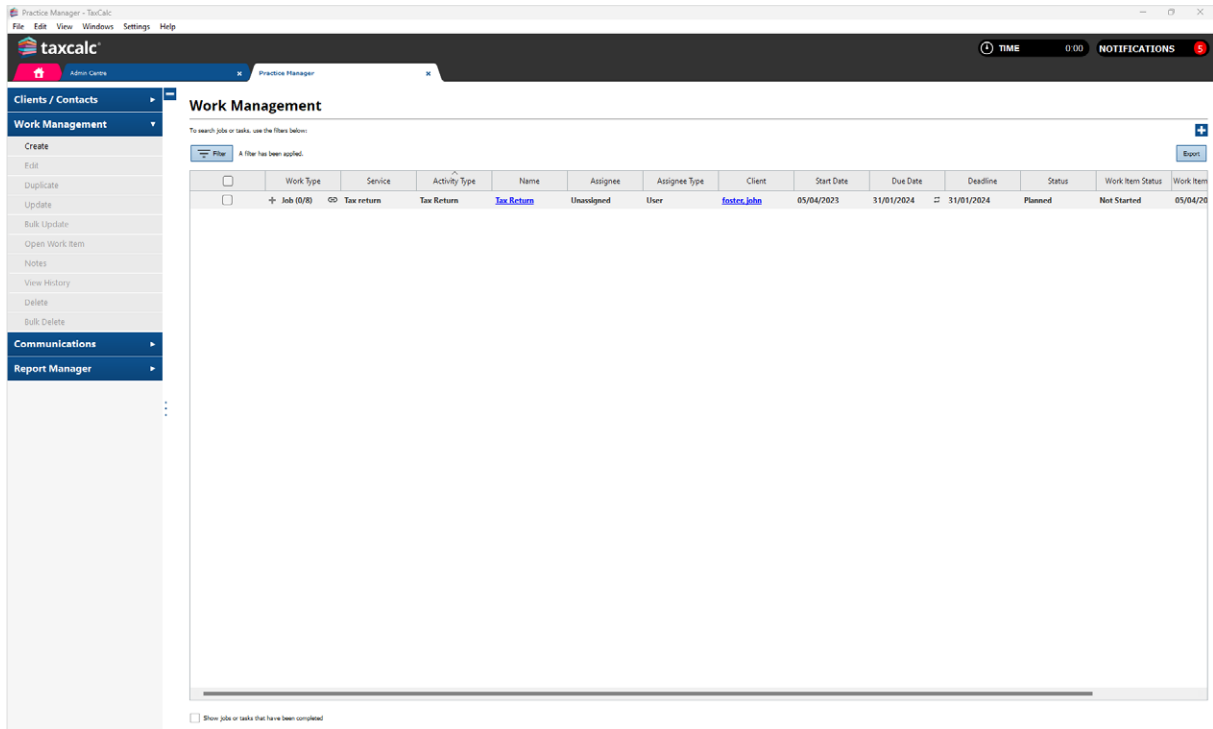 Practice Manager - TaxCalc
File Edit View Windows Settings Help
taxcalc
TIME 0:00 NOTIFICATIONS 5
Admin Centre Practice Manager
Clients / Contacts
Work Management
Create
Edit
Duplicate
Update
Bulk Update
Open Work Item
Notes
View History
Delete
Bulk Delete
Communications
Report Manager
Work Management
To search jobs or tasks, use the filters below:
Filter A filter has been applied. Export
Work Type Service Activity Type Name Assignee Assignee Type Client Start Date Due Date Deadline Status Work Item Status Work Item
Job (0/8) Tax return Tax Return Tax Return Unassigned User foster, john 05/04/2023 31/01/2024 31/01/2024 Planned Not Started 05/04/20
Show jobs or tasks that have been completed